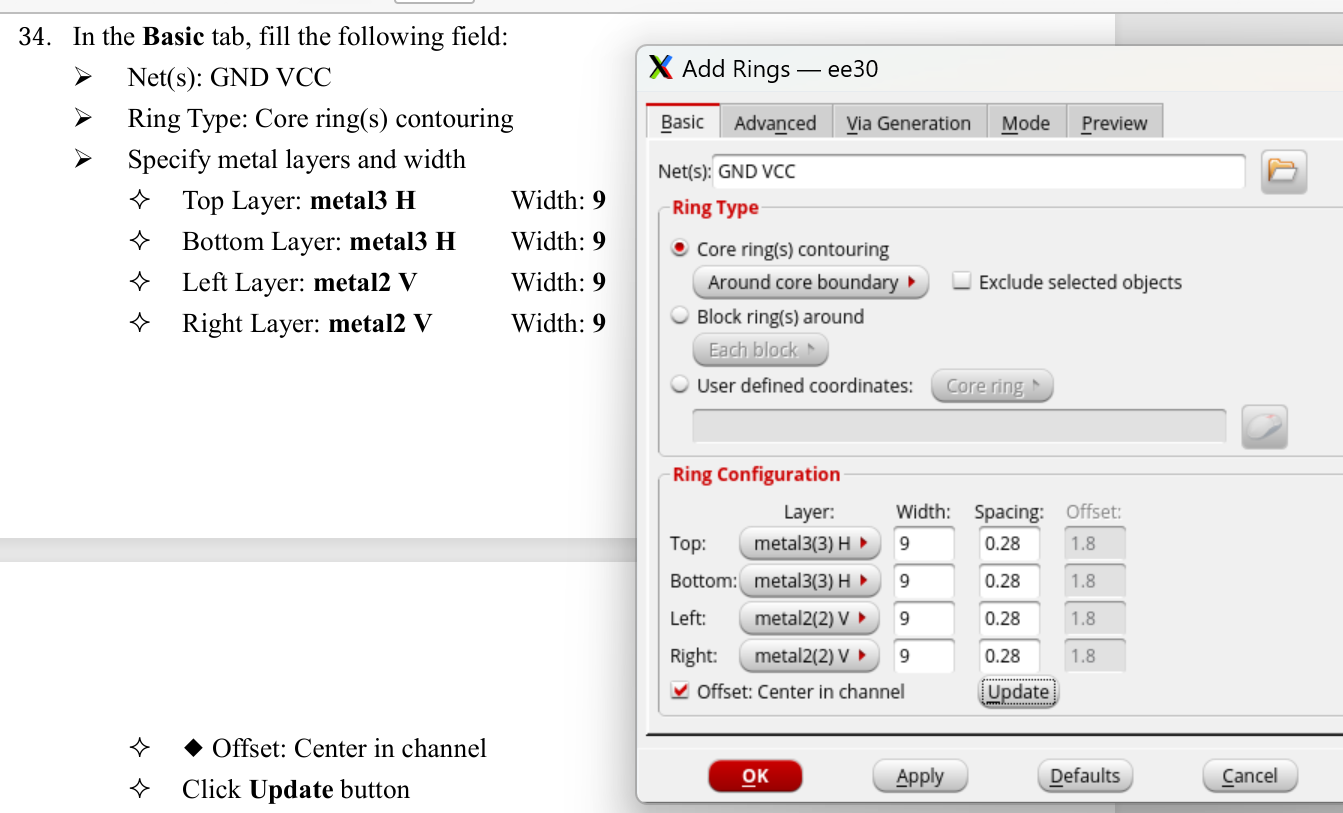 34. In the Basic tab, fill the following field:
➢ Net(s): GND VCC
➢ Ring Type: Core ring(s) contouring
➢ Specify metal layers and width
✧ Top Layer: metal3 H Width: 9
✧ Bottom Layer: metal3 H Width: 9
✧ Left Layer: metal2 V Width: 9
✧ Right Layer: metal2 V Width: 9
✧ ◆ Offset: Center in channel
✧ Click Update button
Add Rings — ee30
Basic Advanced Via Generation Mode Preview
Net(s): GND VCC
Ring Type
Core ring(s) contouring
Around core boundary Exclude selected objects
Block ring(s) around
Each block
User defined coordinates: Core ring
Ring Configuration
Layer: Width: Spacing: Offset:
Top: metal3(3) H 9 0.28 1.8
Bottom: metal3(3) H 9 0.28 1.8
Left: metal2(2) V 9 0.28 1.8
Right: metal2(2) V 9 0.28 1.8
Offset: Center in channel Update
OK Apply Defaults Cancel